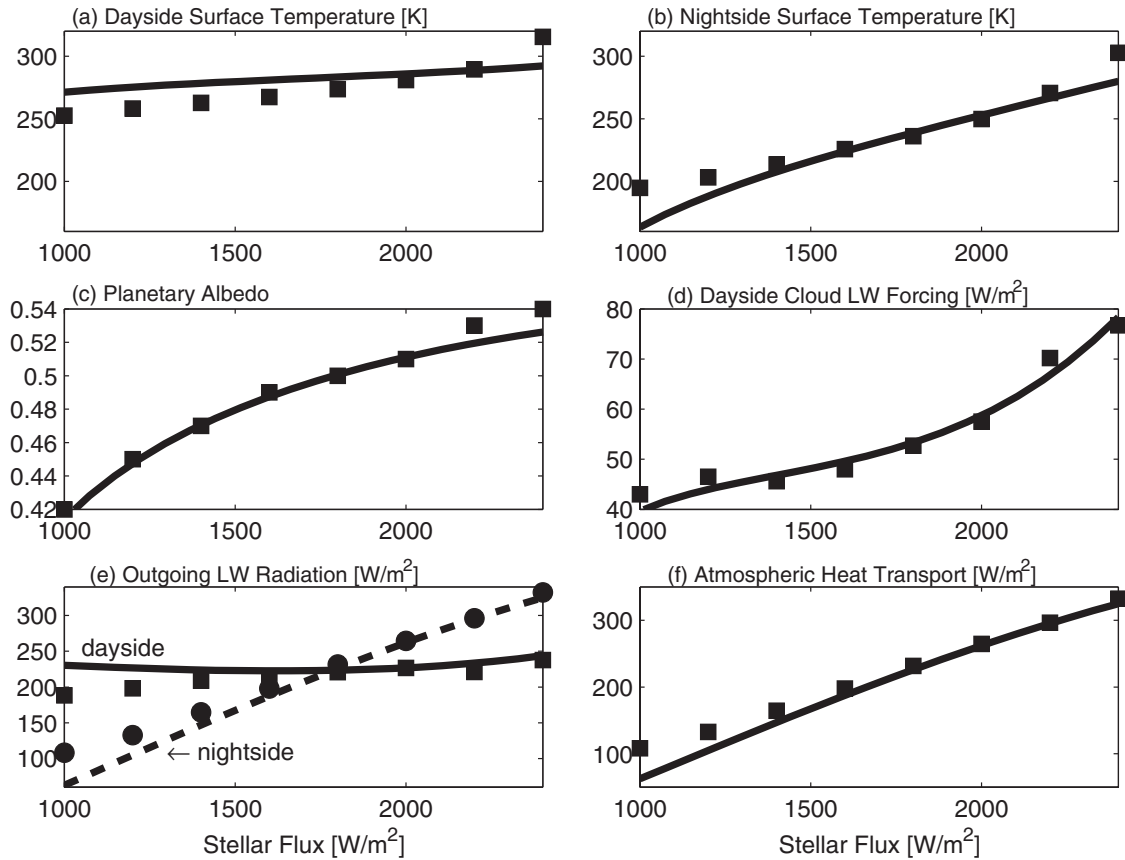 (a) Dayside Surface Temperature [K]
300
250
200
1000 1500 2000
(b) Nightside Surface Temperature [K]
300
250
200
1000 1500 2000
(c) Planetary Albedo
0.54
0.52
0.5
0.48
0.46
0.44
0.42
1000 1500 2000
(d) Dayside Cloud LW Forcing [W/m²]
80
70
60
50
40
1000 1500 2000
(e) Outgoing LW Radiation [W/m²]
300
250
200
150
100
dayside
← nightside
1000 1500 2000
Stellar Flux [W/m²]
(f) Atmospheric Heat Transport [W/m²]
300
200
100
1000 1500 2000
Stellar Flux [W/m²]